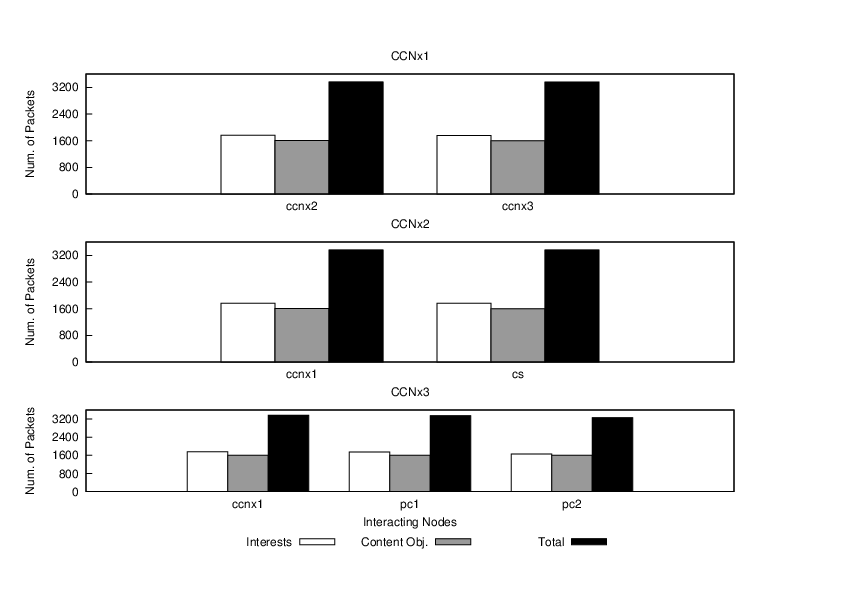 CCNx1
Num. of Packets
3200
2400
1600
800
0
ccnx2 ccnx3
CCNx2
Num. of Packets
3200
2400
1600
800
0
ccnx1 cs
CCNx3
Num. of Packets
3200
2400
1600
800
0
ccnx1 pc1 pc2
Interacting Nodes
Interests Content Obj. Total